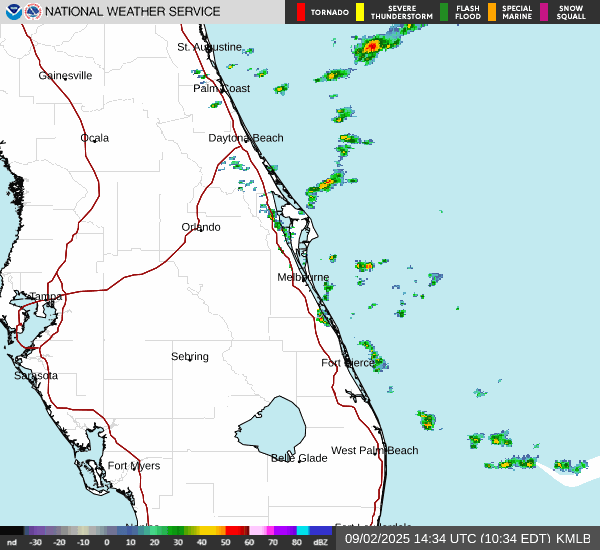 NATIONAL WEATHER SERVICE
TORNADO
SEVERE THUNDERSTORM
FLASH FLOOD
SPECIAL MARINE
SNOW SQUALL
St. Augustine
Gainesville
Palm Coast
Ocala
Daytona Beach
Orlando
Melbourne
Tampa
Sebring
Fort Pierce
Sarasota
West Palm Beach
Belle Glade
Fort Myers
nd -30 -20 -10 0 10 20 30 40 50 60 70 80 dBZ
09/02/2025 14:34 UTC (10:34 EDT) KMLB